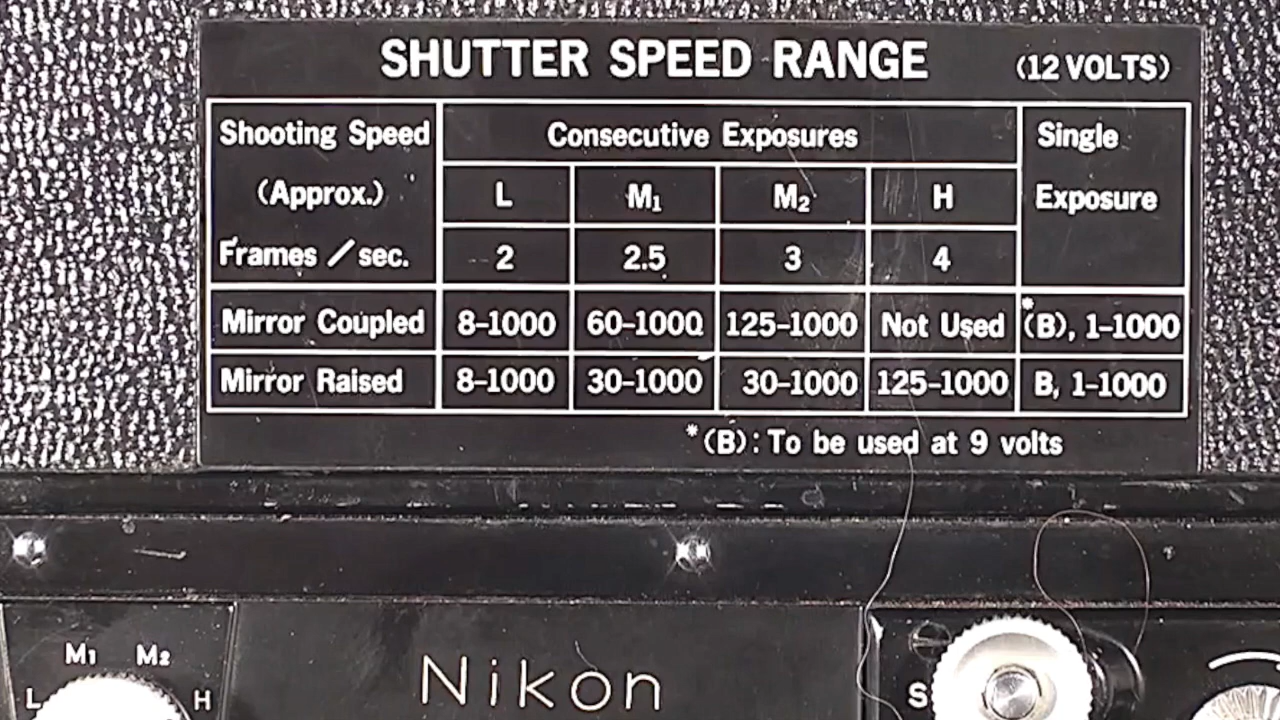 SHUTTER SPEED RANGE (12 VOLTS)
Shooting Speed Consecutive Exposures Single
(Approx.) L M₁ M₂ H Exposure
Frames / sec. 2 2.5 3 4
Mirror Coupled 8–1000 60–1000 125–1000 Not Used *(B), 1–1000
Mirror Raised 8–1000 30–1000 30–1000 125–1000 B, 1–1000
*(B): To be used at 9 volts
M₁ M₂
L H Nikon S